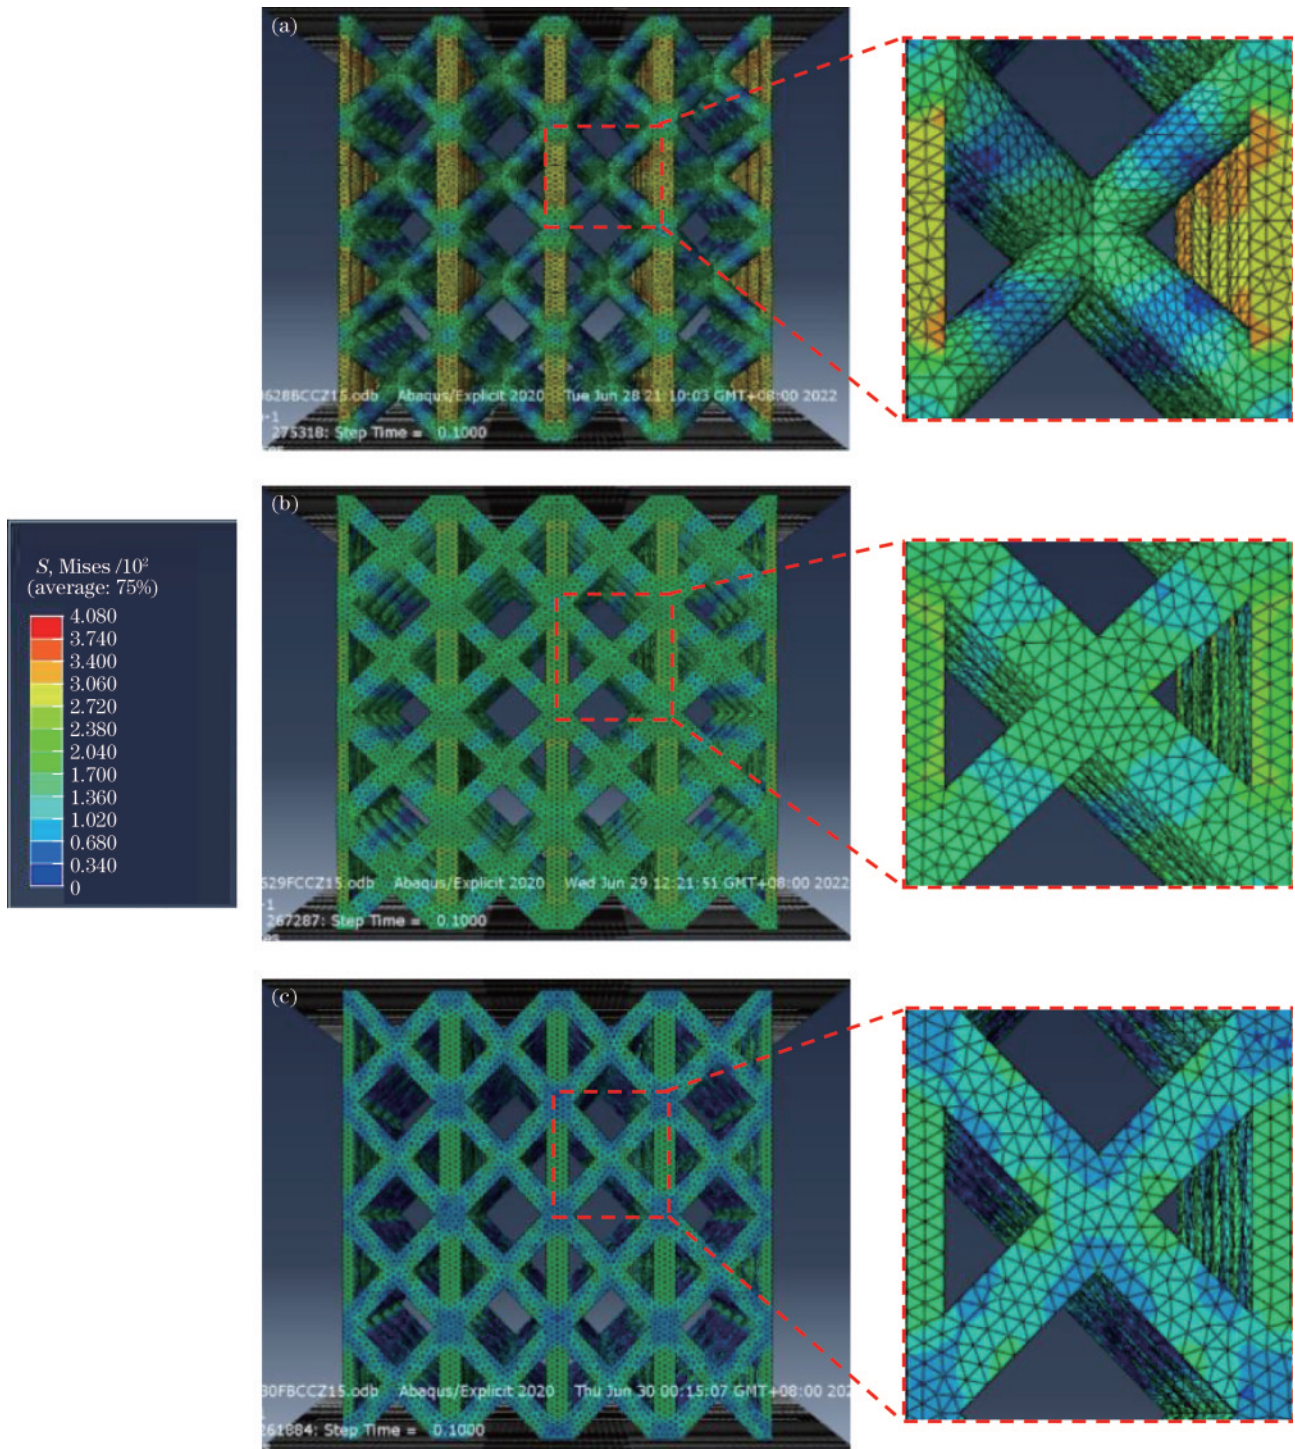 (a)
0628BCCZ15.odb Abaqus/Explicit 2020 Tue Jun 28 21:10:03 GMT+08:00 2022
275318: Step Time = 0.1000
(b)
S, Mises /10²
(average: 75%)
4.080
3.740
3.400
3.060
2.720
2.380
2.040
1.700
1.360
1.020
0.680
0.340
0
629FCCZ15.odb Abaqus/Explicit 2020 Wed Jun 29 12:21:51 GMT+08:00 2022
-1
267287: Step Time = 0.1000
(c)
30FBCCZ15.odb Abaqus/Explicit 2020 Thu Jun 30 00:15:07 GMT+08:00 202
261884: Step Time = 0.1000